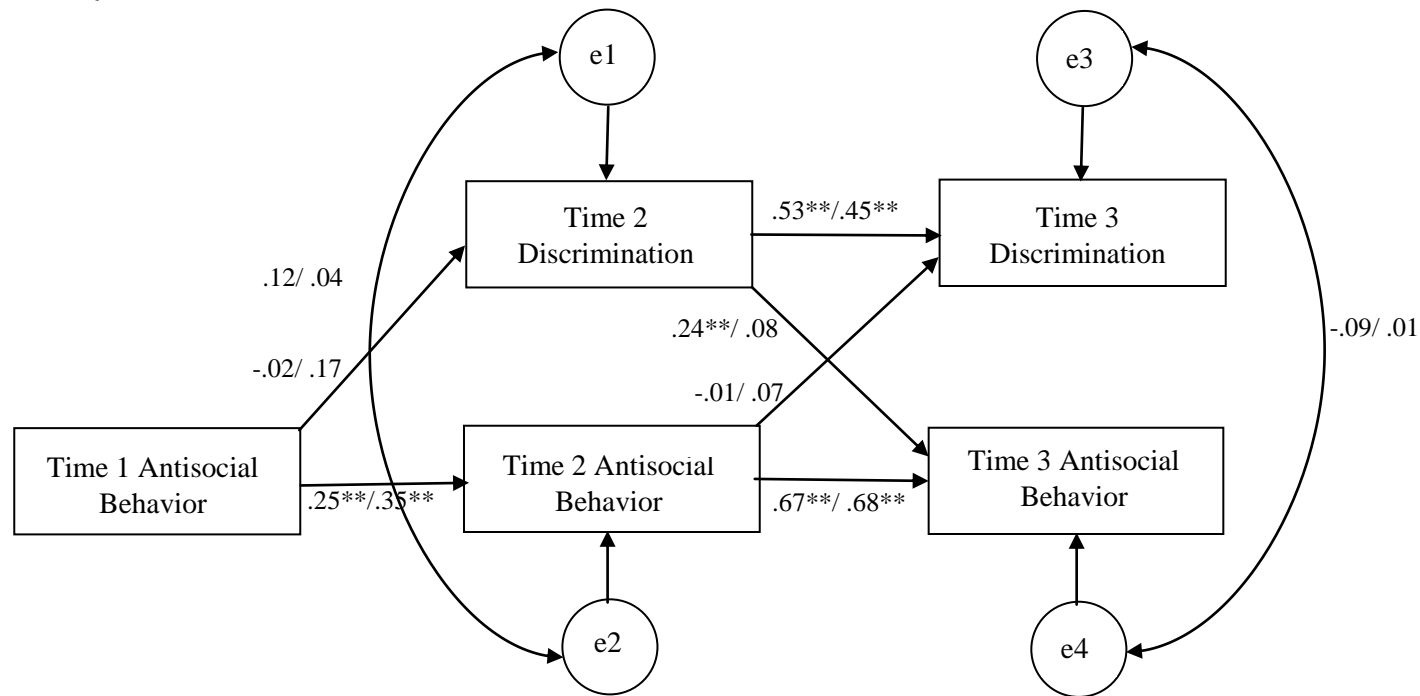 e1
e3
Time 2
Discrimination
.53**/.45**
Time 3
Discrimination
.12/ .04
.24**/ .08
-.09/ .01
-.02/ .17
-.01/ .07
Time 1 Antisocial
Behavior
.25**/.35**
Time 2 Antisocial
Behavior
.67**/ .68**
Time 3 Antisocial
Behavior
e2
e4